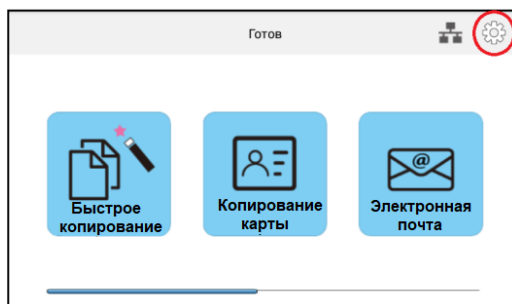 Готов
Быстрое
копирование
Копирование
карты
@
Электронная
почта